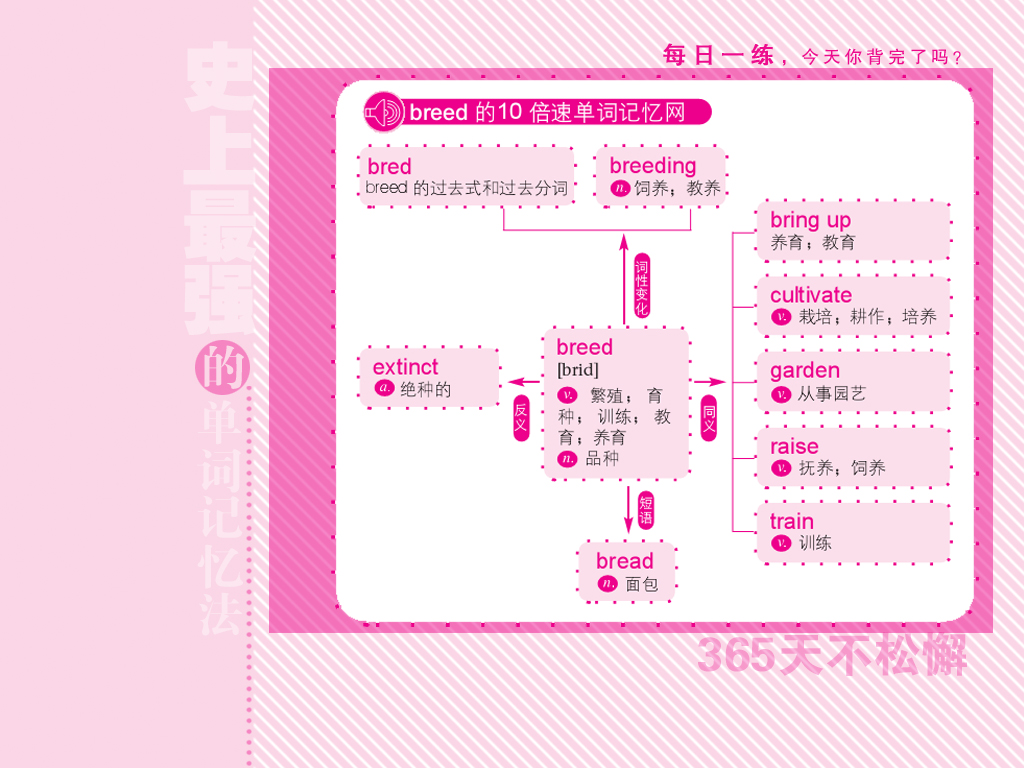 每日一练，今天你背完了吗?
史上最强的单词记忆法
breed 的10 倍速单词记忆网
bred
breed 的过去式和过去分词
breeding
n. 饲养；教养
词性变化
bring up
养育；教育
cultivate
v. 栽培；耕作；培养
garden
v. 从事园艺
raise
v. 抚养；饲养
train
v. 训练
extinct
a. 绝种的
反义
breed
[brid]
v. 繁殖； 育
种； 训练； 教
育；养育
n. 品种
同义
短语
bread
n. 面包
365天不松懈